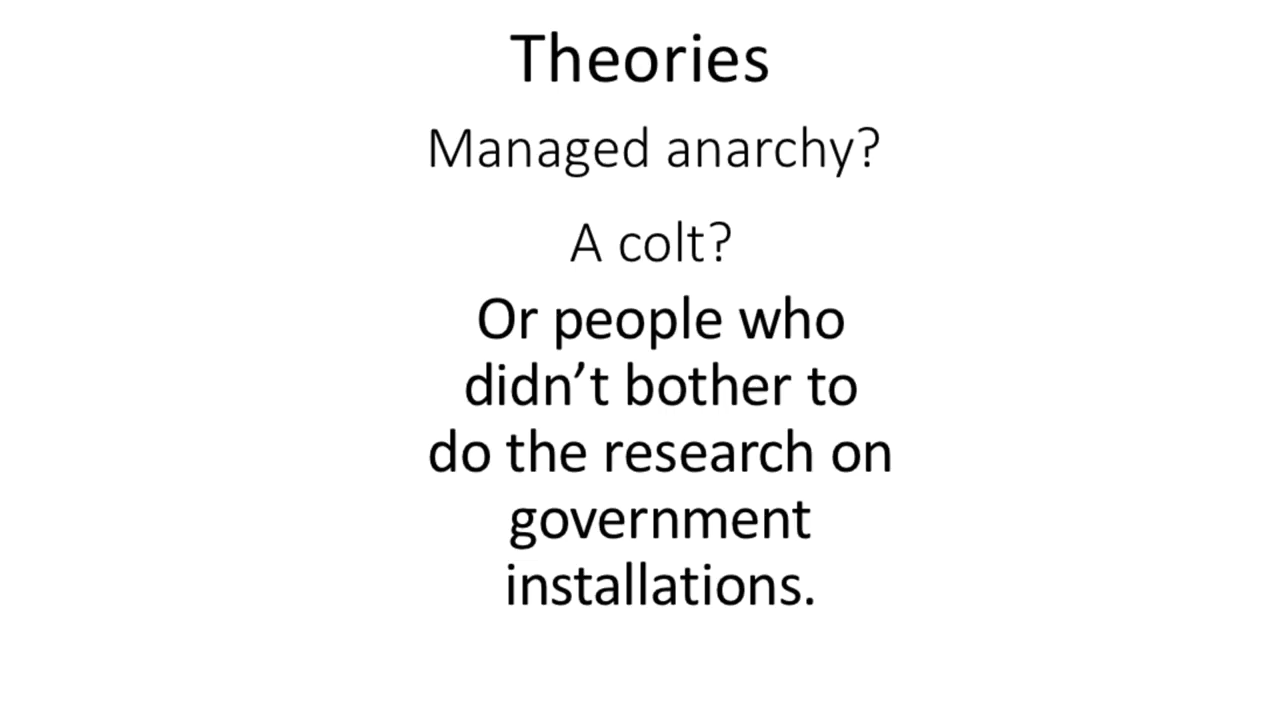 Theories
Managed anarchy?
A colt?
Or people who
didn’t bother to
do the research on
government
installations.